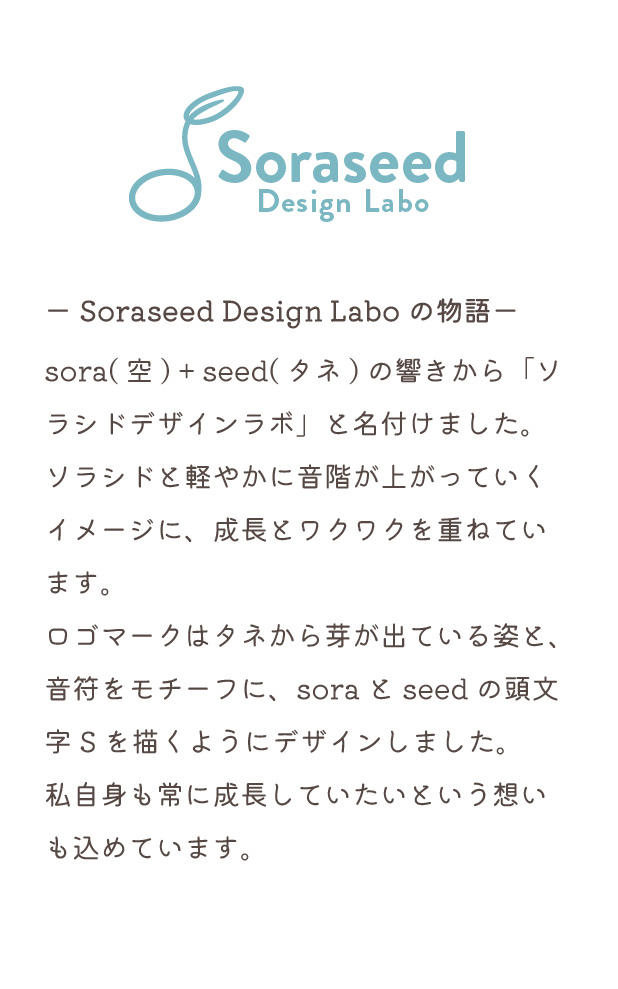 Soraseed
Design Labo
ー Soraseed Design Labo の物語ー
sora( 空 ) + seed( タネ ) の響きから「ソ
ラシドデザインラボ」と名付けました。
ソラシドと軽やかに音階が上がっていく
イメージに、成長とワクワクを重ねてい
ます。
ロゴマークはタネから芽が出ている姿と、
音符をモチーフに、sora と seed の頭文
字 S を描くようにデザインしました。
私自身も常に成長していたいという想い
も込めています。